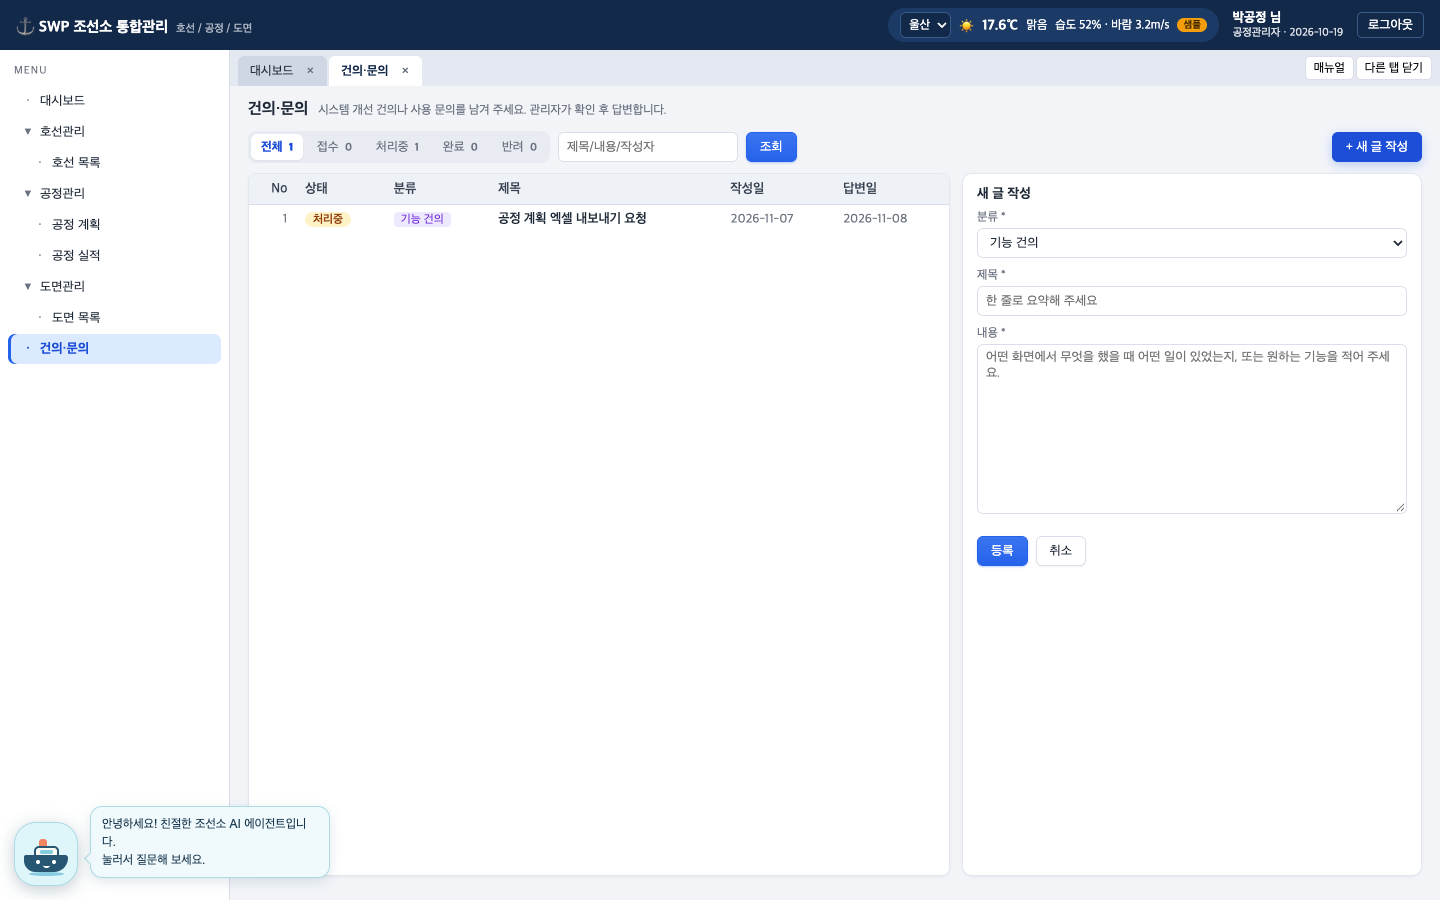 SWP 조선소 통합관리 호선 / 공정 / 도면
울산 17.6℃ 맑음 습도 52% · 바람 3.2m/s 샘플
박공정 님
공정관리자 · 2026-10-19
로그아웃
MENU
· 대시보드
▼ 호선관리
· 호선 목록
▼ 공정관리
· 공정 계획
· 공정 실적
▼ 도면관리
· 도면 목록
· 건의·문의
대시보드 × 건의·문의 ×
매뉴얼 다른 탭 닫기
건의·문의 시스템 개선 건의나 사용 문의를 남겨 주세요. 관리자가 확인 후 답변합니다.
전체 1 접수 0 처리중 1 완료 0 반려 0 제목/내용/작성자 조회 + 새 글 작성
No 상태 분류 제목 작성일 답변일
1 처리중 기능 건의 공정 계획 엑셀 내보내기 요청 2026-11-07 2026-11-08
새 글 작성
분류 *
기능 건의
제목 *
한 줄로 요약해 주세요
내용 *
어떤 화면에서 무엇을 했을 때 어떤 일이 있었는지, 또는 원하는 기능을 적어 주세
요.
등록 취소
안녕하세요! 친절한 조선소 AI 에이전트입니
다.
눌러서 질문해 보세요.